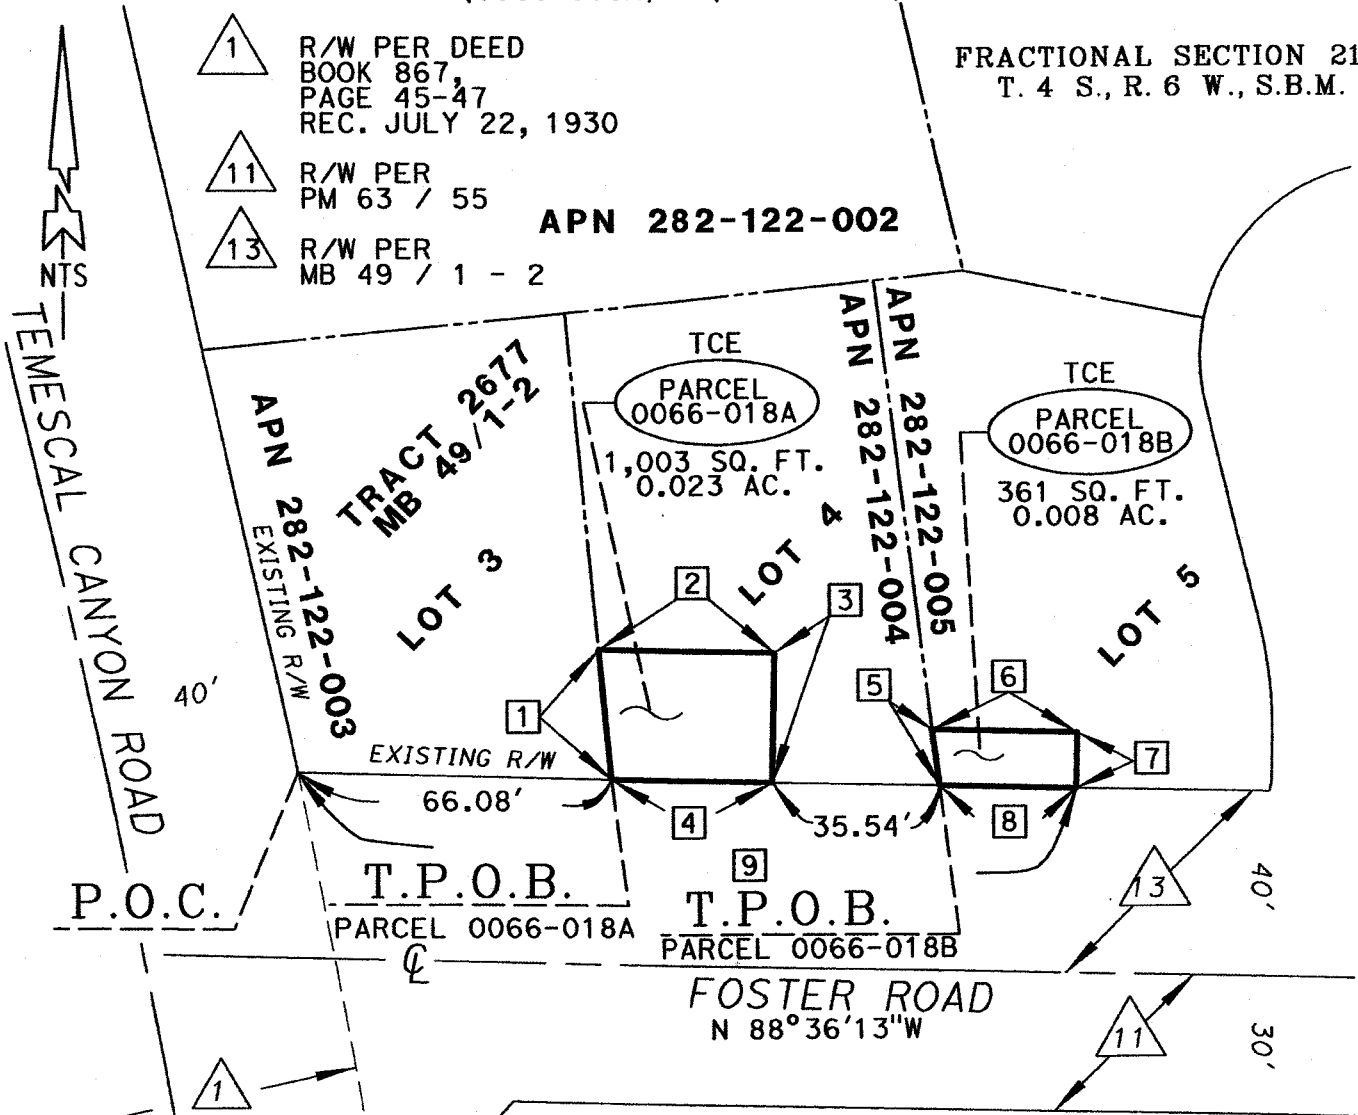 1
R/W PER DEED
BOOK 867,
PAGE 45-47
REC. JULY 22, 1930
11
R/W PER
PM 63 / 55
13
R/W PER
MB 49 / 1 - 2
FRACTIONAL SECTION 21
T. 4 S., R. 6 W., S.B.M.
NTS
APN 282-122-002
TEMESCAL CANYON ROAD
40'
APN 282-122-003
EXISTING R/W
TRACT 2677
MB 49/1-2
LOT 3
TCE
PARCEL
0066-018A
1,003 SQ. FT.
0.023 AC.
LOT 4
APN 282-122-004
APN 282-122-005
TCE
PARCEL
0066-018B
361 SQ. FT.
0.008 AC.
LOT 5
2
3
1
5
6
7
EXISTING R/W
66.08'
4
35.54'
8
9
P.O.C.
T.P.O.B.
PARCEL 0066-018A
T.P.O.B.
PARCEL 0066-018B
13
40'
CL
FOSTER ROAD
N 88°36'13"W
11
30'
1